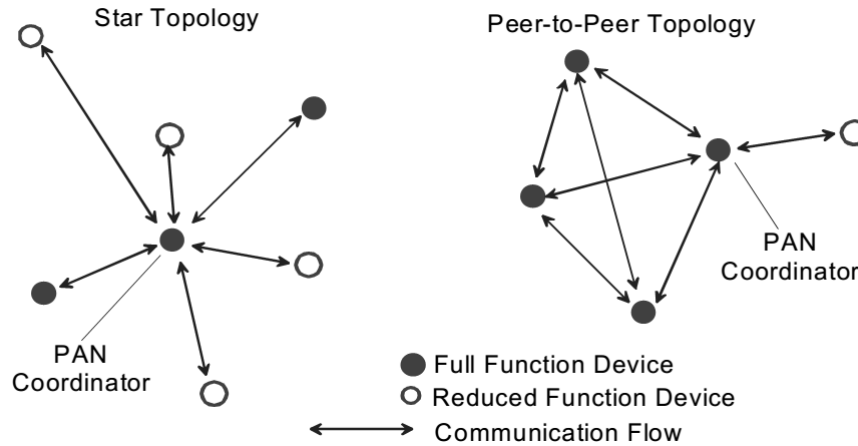 Star Topology
Peer-to-Peer Topology
PAN
Coordinator
PAN
Coordinator
Full Function Device
Reduced Function Device
Communication Flow